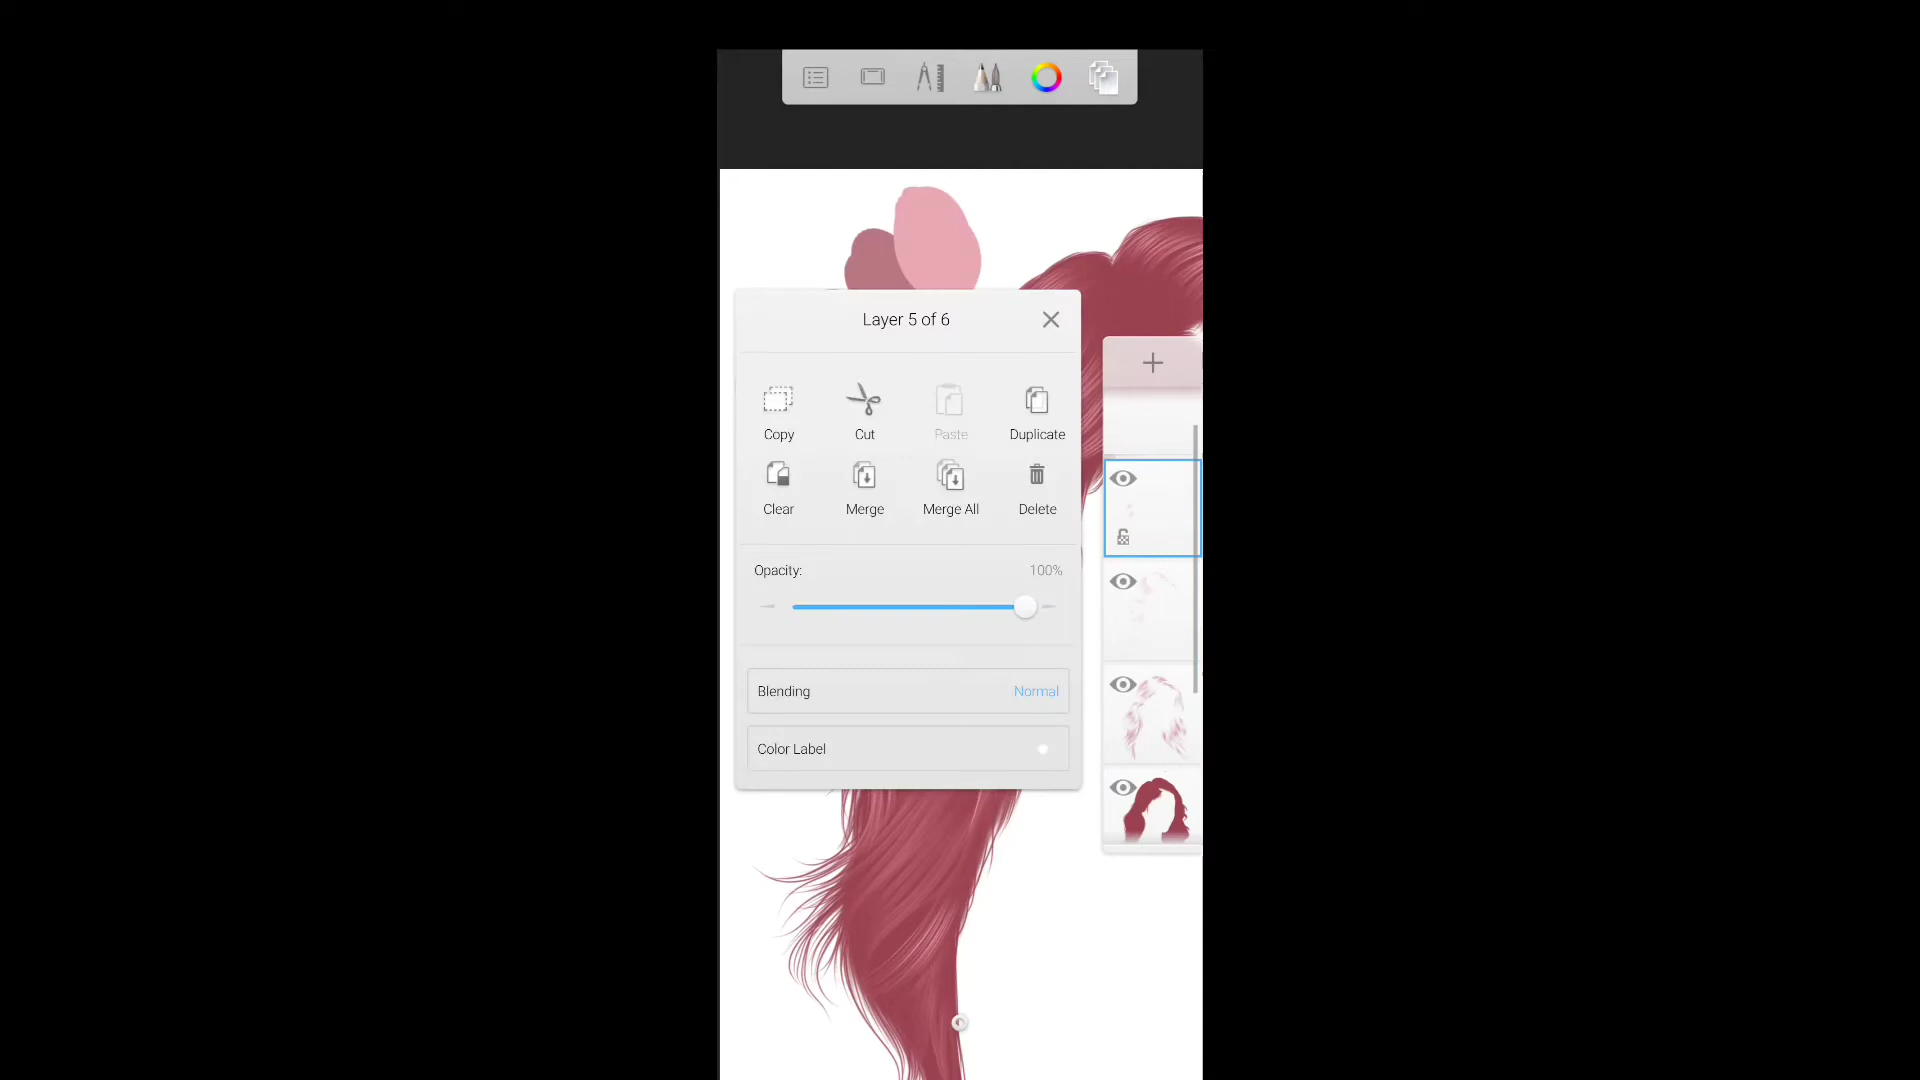 Layer 5 of 6
Copy Cut Paste Duplicate
Clear Merge Merge All Delete
Opacity: 100%
Blending Normal
Color Label